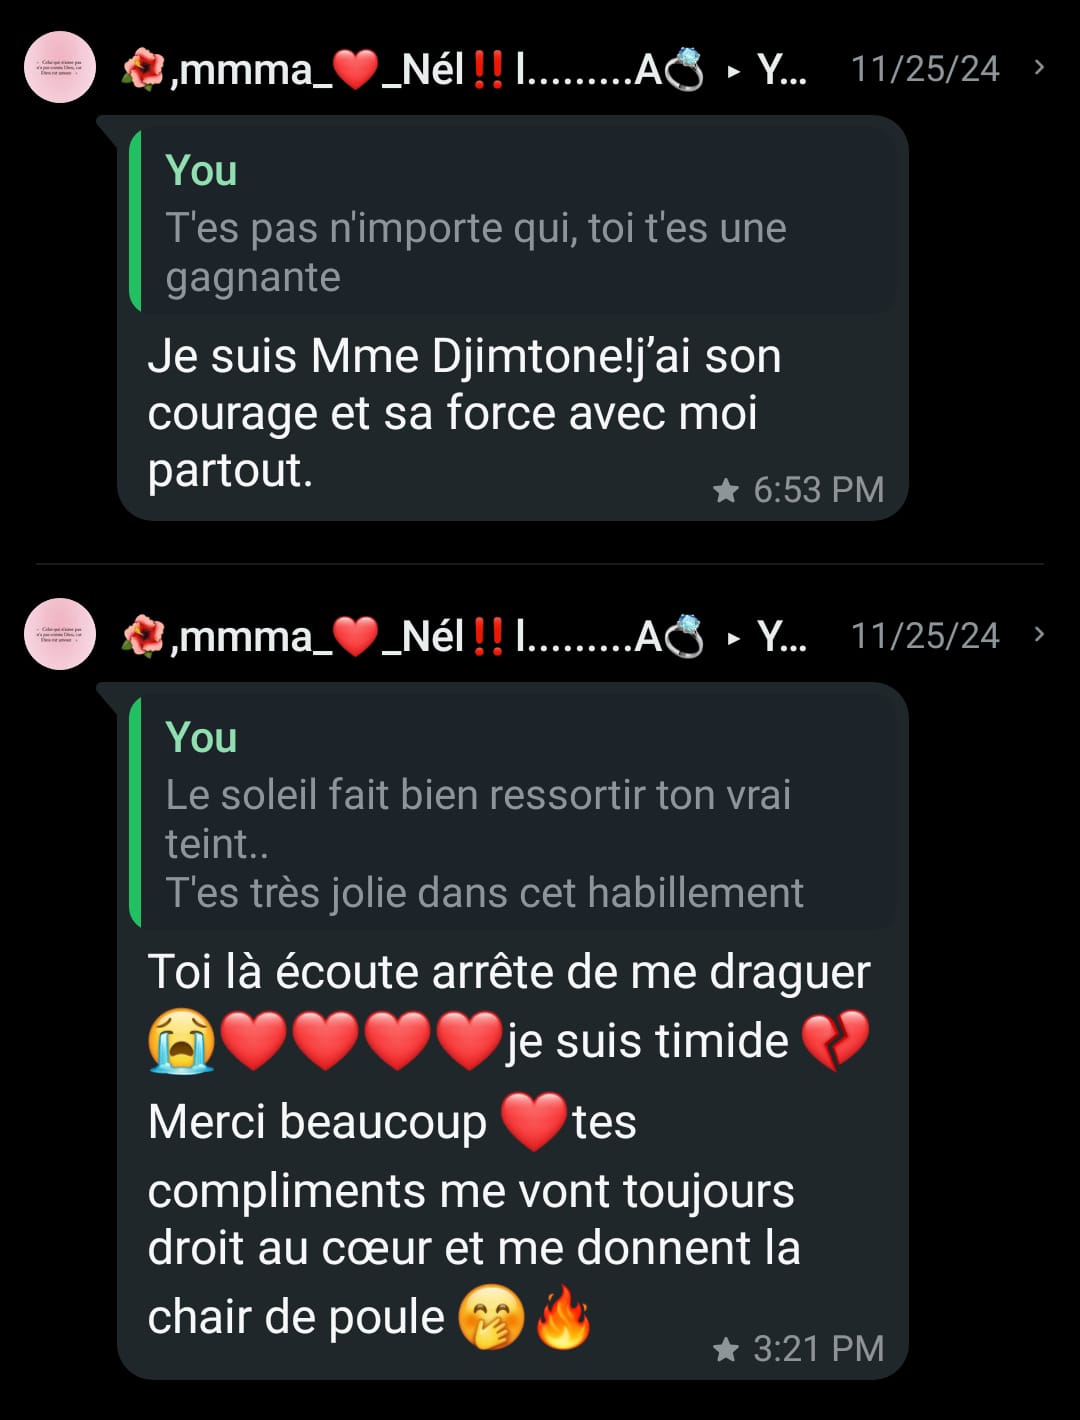 🌺,mmma_❤️_Nél‼️l.........A💍 ▸ Y... 11/25/24
You
T'es pas n'importe qui, toi t'es une
gagnante
Je suis Mme Djimtone!j’ai son
courage et sa force avec moi
partout.
★ 6:53 PM
🌺,mmma_❤️_Nél‼️l.........A💍 ▸ Y... 11/25/24
You
Le soleil fait bien ressortir ton vrai
teint..
T'es très jolie dans cet habillement
Toi là écoute arrête de me draguer
😭❤️❤️❤️❤️je suis timide 💔
Merci beaucoup ❤️tes
compliments me vont toujours
droit au cœur et me donnent la
chair de poule 🤭🔥
★ 3:21 PM